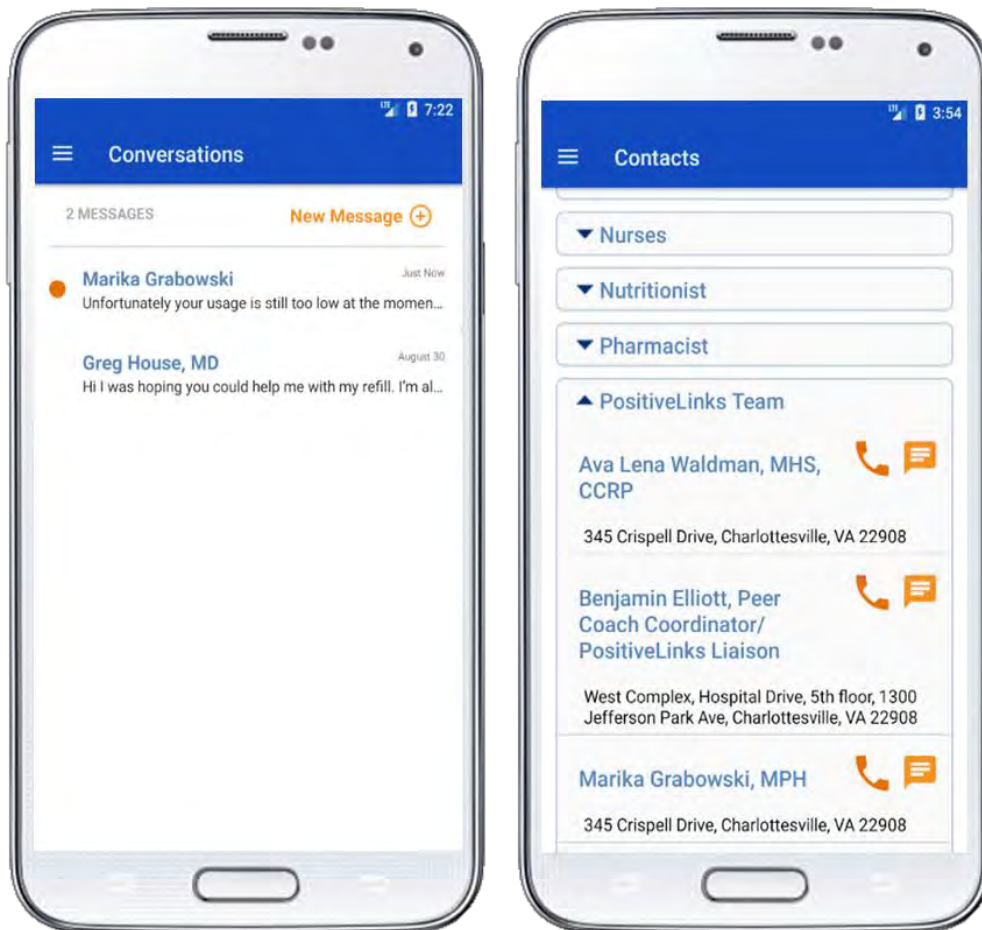 LTE 7:22
Conversations
2 MESSAGES
New Message
Marika Grabowski
Just Now
Unfortunately your usage is still too low at the momen...
Greg House, MD
August 30
Hi I was hoping you could help me with my refill. I'm al...
LTE 3:54
Contacts
Nurses
Nutritionist
Pharmacist
PositiveLinks Team
Ava Lena Waldman, MHS,
CCRP
345 Crispell Drive, Charlottesville, VA 22908
Benjamin Elliott, Peer
Coach Coordinator/
PositiveLinks Liaison
West Complex, Hospital Drive, 5th floor, 1300
Jefferson Park Ave, Charlottesville, VA 22908
Marika Grabowski, MPH
345 Crispell Drive, Charlottesville, VA 22908